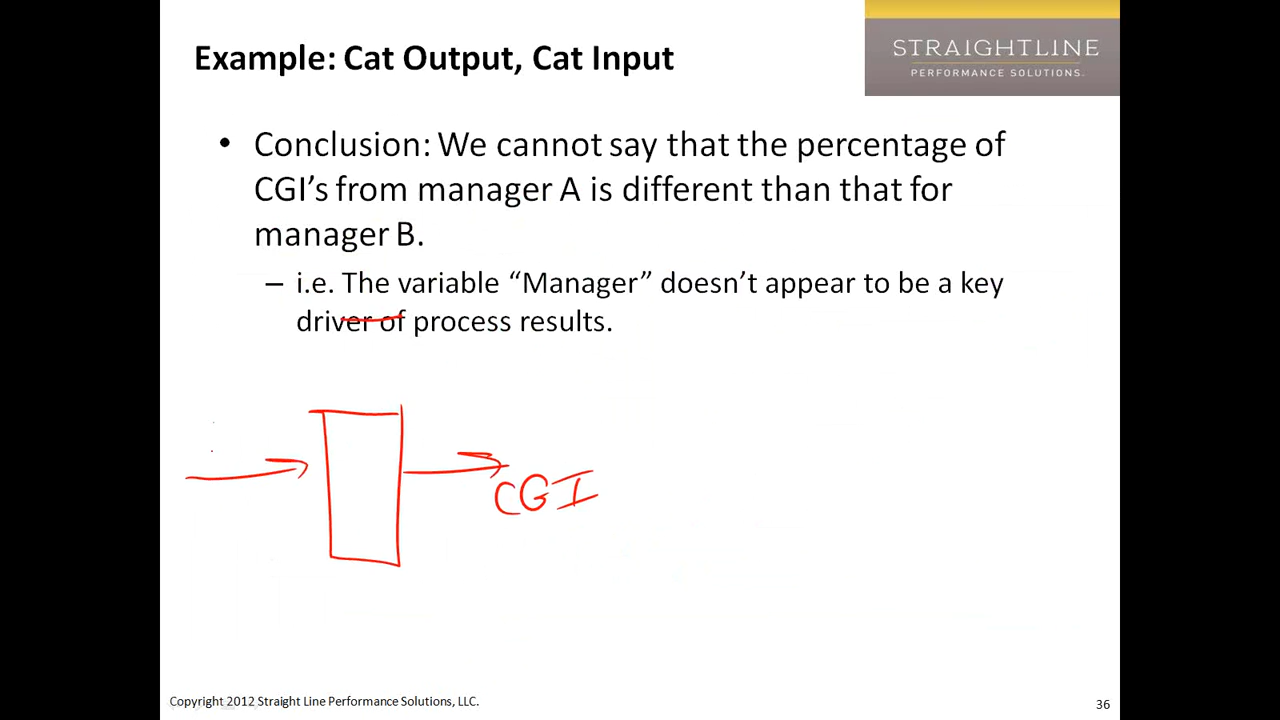 Example: Cat Output, Cat Input
STRAIGHTLINE
PERFORMANCE SOLUTIONS.
• Conclusion: We cannot say that the percentage of
CGI's from manager A is different than that for
manager B.
– i.e. The variable “Manager” doesn't appear to be a key
driver of process results.
CGI
Copyright 2012 Straight Line Performance Solutions, LLC.
36